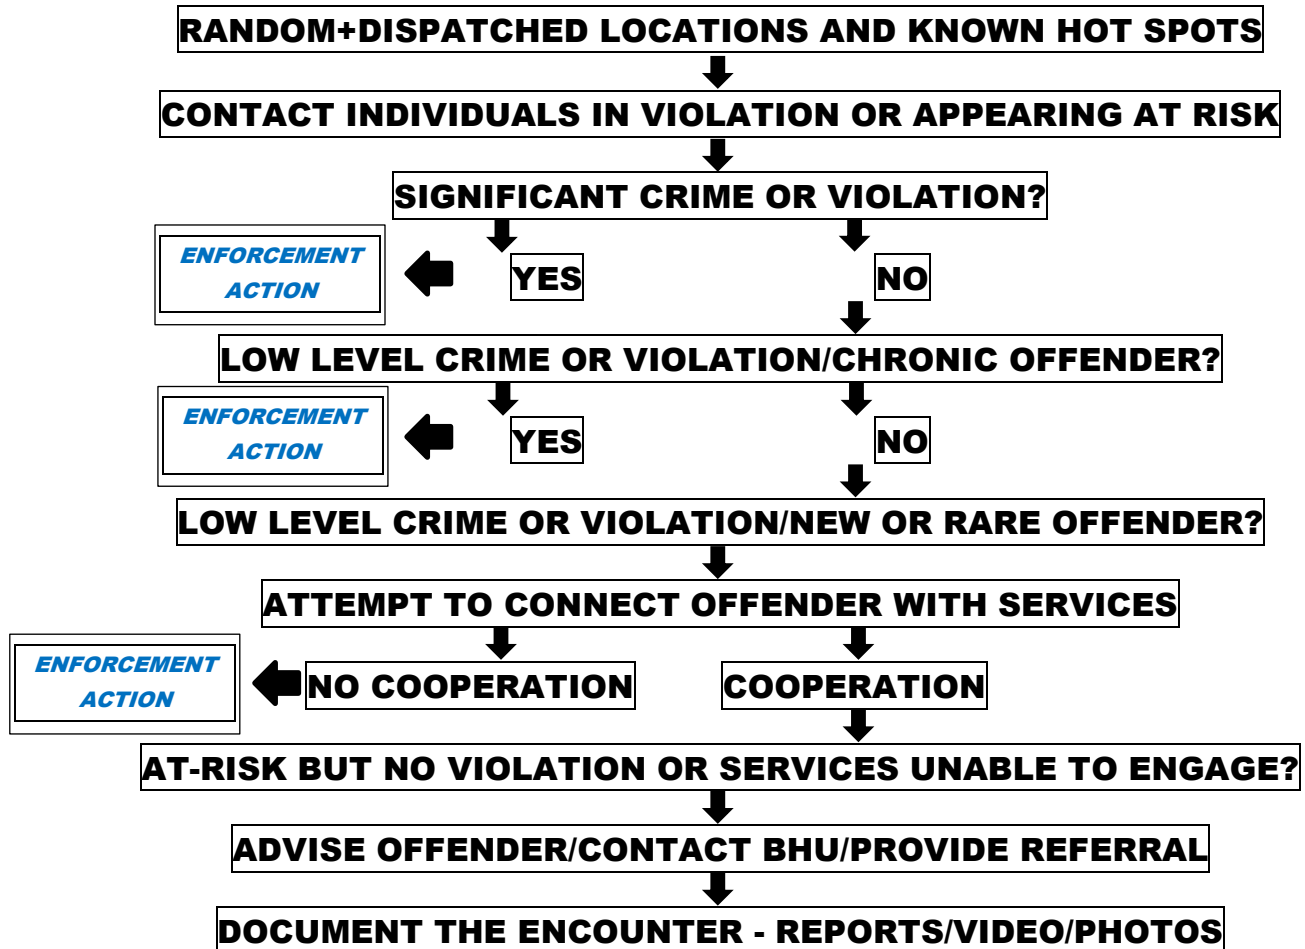 RANDOM+DISPATCHED LOCATIONS AND KNOWN HOT SPOTS
CONTACT INDIVIDUALS IN VIOLATION OR APPEARING AT RISK
SIGNIFICANT CRIME OR VIOLATION?
ENFORCEMENT
ACTION
YES
NO
LOW LEVEL CRIME OR VIOLATION/CHRONIC OFFENDER?
ENFORCEMENT
ACTION
YES
NO
LOW LEVEL CRIME OR VIOLATION/NEW OR RARE OFFENDER?
ATTEMPT TO CONNECT OFFENDER WITH SERVICES
ENFORCEMENT
ACTION
NO COOPERATION
COOPERATION
AT-RISK BUT NO VIOLATION OR SERVICES UNABLE TO ENGAGE?
ADVISE OFFENDER/CONTACT BHU/PROVIDE REFERRAL
DOCUMENT THE ENCOUNTER - REPORTS/VIDEO/PHOTOS